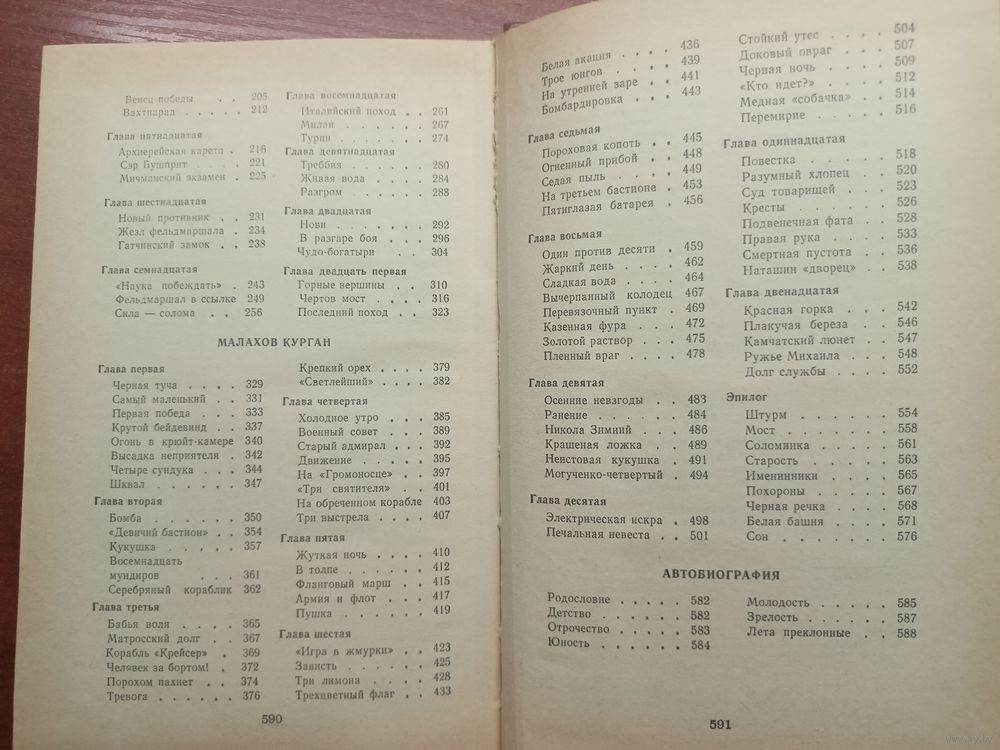 Венец победы . . 205
Вахтпарад . . . . . 212
Глава пятнадцатая
Архиерейская карета . 216
Сэр Бушприт . . . 221
Мичманский экзамен . 225
Глава шестнадцатая
Новый противник . . 231
Жезл фельдмаршала . 234
Гатчинский замок . . 238
Глава семнадцатая
«Наука побеждать» . 243
Фельдмаршал в ссылке 249
Сила — солома . . 256
Глава восемнадцатая
Италийский поход . . 261
Милан . . . . . . 267
Турин . . . . . . 274
Глава девятнадцатая
Треббия . . . . . 280
Живая вода . . . . 284
Разгром . . . . . 288
Глава двадцатая
Нови . . . . . . . 292
В разгаре боя . . . 296
Чудо-богатыри . . 304
Глава двадцать первая
Горные вершины . . 310
Чертов мост . . . . 316
Последний поход . . 323
МАЛАХОВ КУРГАН
Глава первая
Черная туча . . . . 329
Самый маленький . . 331
Первая победа . . . 333
Крутой бейдевинд . . 337
Огонь в крюйт-камере 340
Высадка неприятеля . 342
Четыре сундука . . . 344
Шквал . . . . . . 347
Глава вторая
Бомба . . . . . . 350
«Девичий бастион» . . 354
Кукушка . . . . . 357
Восемнадцать
мундиров . . . 361
Серебряный кораблик 362
Глава третья
Бабья воля . . . . 365
Матросский долг . . 367
Корабль «Крейсер» . 369
Человек за бортом! . 372
Порохом пахнет . . 374
Тревога . . . . . 376
Крепкий орех . . . . 379
«Светлейший» . . . . 382
Глава четвертая
Холодное утро . . . 385
Военный совет . . . 389
Старый адмирал . . . 392
Движение . . . . . 395
На «Громоносце» . . 397
«Три святителя» . . 401
На обреченном корабле 403
Три выстрела . . . . 407
Глава пятая
Жуткая ночь . . . . 410
В толпе . . . . . . 412
Фланговый марш . . 415
Армия и флот . . . 417
Пушка . . . . . . 419
Глава шестая
«Игра в жмурки» . . 423
Зависть . . . . . 425
Три лимона . . . . 428
Трехцветный флаг . . 433
590
Белая акация . . . . 436
Трое юнгов . . . . 439
На утренней заре . . 441
Бомбардировка . . . 443
Глава седьмая
Пороховая копоть . . 445
Огненный прибой . . 448
Седая пыль . . . . 449
На третьем бастионе . 453
Пятиглазая батарея . 456
Глава восьмая
Один против десяти . 459
Жаркий день . . . . 462
Сладкая вода . . . . 464
Вычерпанный колодец 467
Перевязочный пункт . 469
Казенная фура . . . 472
Золотой раствор . . . 475
Пленный враг . . . . 478
Глава девятая
Осенние невзгоды . . 483
Ранение . . . . . . 484
Никола Зимний . . . 486
Крашеная ложка . . 489
Неистовая кукушка . 491
Могученко-четвертый . 494
Глава десятая
Электрическая искра . 498
Печальная невеста . . 501
Стойкий утес . . . . 504
Доковый овраг . . . 507
Черная ночь . . . . 509
«Кто идет?» . . . . 512
Медная «собачка» . . 514
Перемирие . . . . . 516
Глава одиннадцатая
Повестка . . . . . 518
Разумный хлопец . . 520
Суд товарищей . . . 523
Кресты . . . . . . 526
Подвенечная фата . . 528
Правая рука . . . . 533
Смертная пустота . . 536
Наташин «дворец» . . 538
Глава двенадцатая
Красная горка . . . 542
Плакучая береза . . 546
Камчатский люнет . . 547
Ружье Михаила . . . 548
Долг службы . . . . 552
Эпилог
Штурм . . . . . . 554
Мост . . . . . . . 558
Соломинка . . . . . 561
Старость . . . . . 563
Именинники . . . . 565
Похороны . . . . . 567
Черная речка . . . . 568
Белая башня . . . . 571
Сон . . . . . . . 576
АВТОБИОГРАФИЯ
Родословие . . . . . 582
Детство . . . . . . 582
Отрочество . . . . . 583
Юность . . . . . . 584
Молодость . . . . . 585
Зрелость . . . . . 587
Лета преклонные . . 588
591